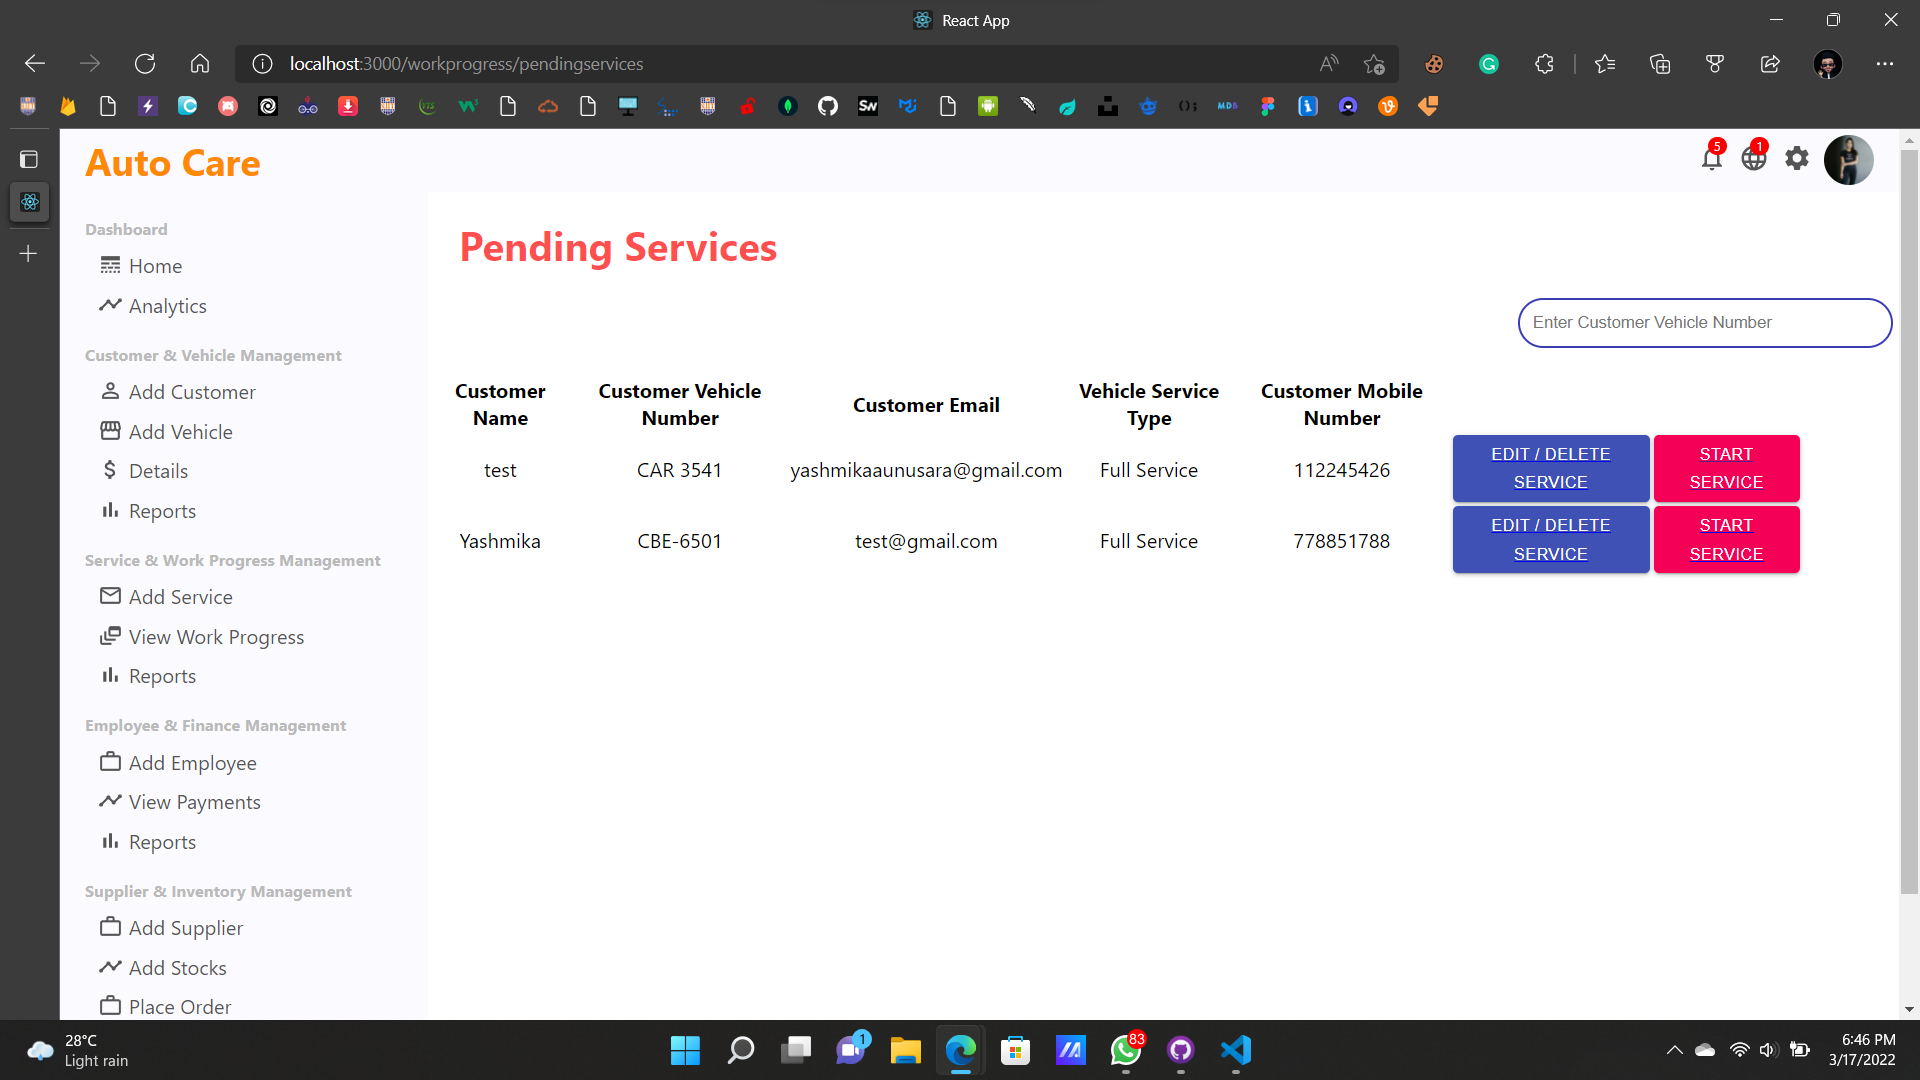 React App
localhost:3000/workprogress/pendingservices
Auto Care
5
1
Dashboard
Home
Analytics
Customer & Vehicle Management
Add Customer
Add Vehicle
Details
Reports
Service & Work Progress Management
Add Service
View Work Progress
Reports
Employee & Finance Management
Add Employee
View Payments
Reports
Supplier & Inventory Management
Add Supplier
Add Stocks
Place Order
Pending Services
Enter Customer Vehicle Number
Customer Name
Customer Vehicle Number
Customer Email
Vehicle Service Type
Customer Mobile Number
test
CAR 3541
yashmikaaunusara@gmail.com
Full Service
112245426
EDIT / DELETE SERVICE
START SERVICE
Yashmika
CBE-6501
test@gmail.com
Full Service
778851788
EDIT / DELETE SERVICE
START SERVICE
28°C
Light rain
1
83
6:46 PM
3/17/2022